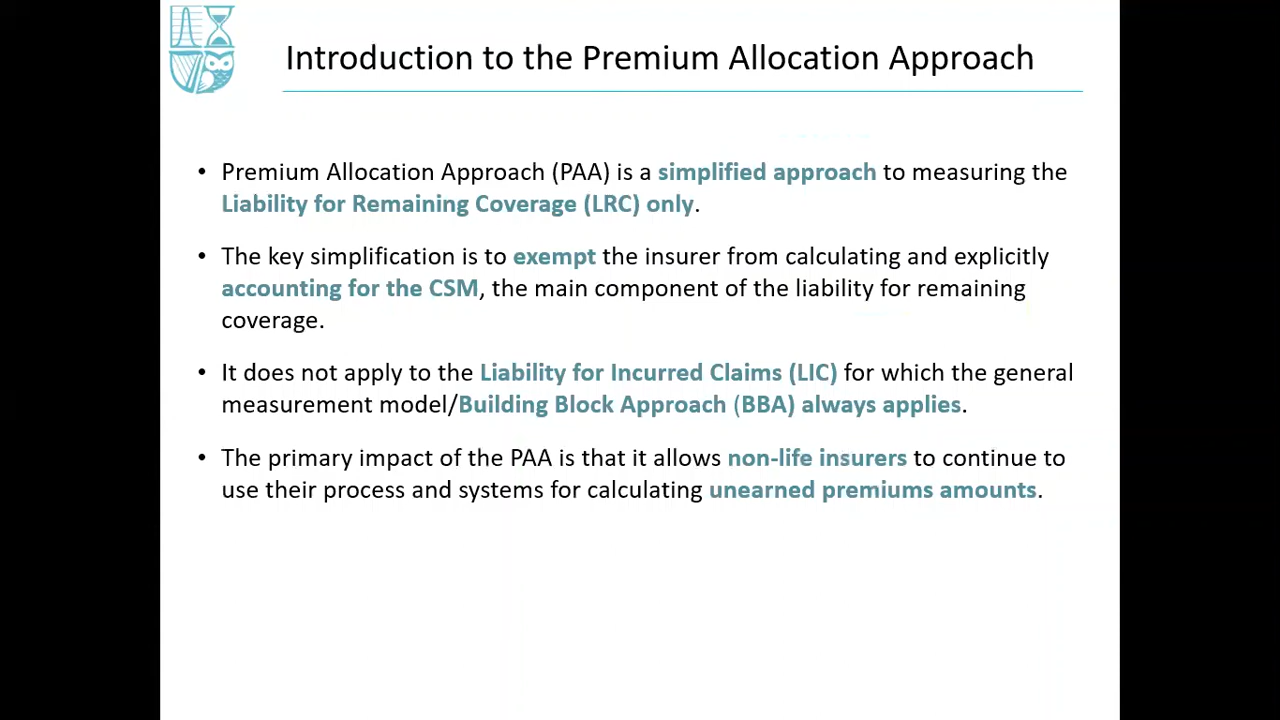 Introduction to the Premium Allocation Approach
• Premium Allocation Approach (PAA) is a simplified approach to measuring the
Liability for Remaining Coverage (LRC) only.
• The key simplification is to exempt the insurer from calculating and explicitly
accounting for the CSM, the main component of the liability for remaining
coverage.
• It does not apply to the Liability for Incurred Claims (LIC) for which the general
measurement model/Building Block Approach (BBA) always applies.
• The primary impact of the PAA is that it allows non-life insurers to continue to
use their process and systems for calculating unearned premiums amounts.